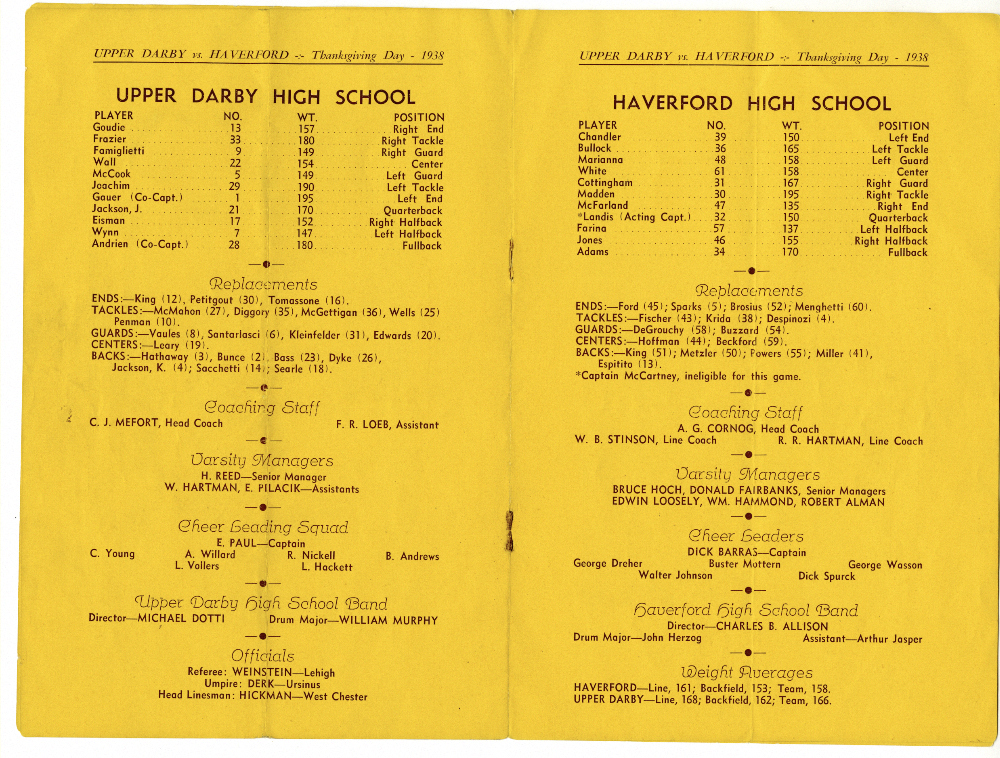 UPPER DARBY vs. HAVERFORD -:- Thanksgiving Day - 1938
UPPER DARBY HIGH SCHOOL
PLAYER NO. WT. POSITION
Goudie 13 157 Right End
Frazier 33 180 Right Tackle
Famiglietti 9 149 Right Guard
Wall 22 154 Center
McCook 5 149 Left Guard
Joachim 29 190 Left Tackle
Gauer (Co-Capt.) 1 195 Left End
Jackson, J. 21 170 Quarterback
Eisman 17 152 Right Halfback
Wynn 7 147 Left Halfback
Andrien (Co-Capt.) 28 180 Fullback
Replacements
ENDS:—King (12), Petitgout (30), Tomassone (16).
TACKLES:—McMahon (27), Diggory (35), McGettigan (36), Wells (25)
Penman (10).
GUARDS:—Vaules (8), Santarlasci (6), Kleinfelder (31), Edwards (20).
CENTERS:—Leary (19).
BACKS:—Hathaway (3), Bunce (2), Bass (23), Dyke (26),
Jackson, K. (4); Sacchetti (14); Searle (18).
Coaching Staff
C. J. MEFORT, Head Coach F. R. LOEB, Assistant
Varsity Managers
H. REED—Senior Manager
W. HARTMAN, E. PILACIK—Assistants
Cheer Leading Squad
E. PAUL—Captain
C. Young A. Willard R. Nickell B. Andrews
L. Vollers L. Hackett
Upper Darby High School Band
Director—MICHAEL DOTTI Drum Major—WILLIAM MURPHY
Officials
Referee: WEINSTEIN—Lehigh
Umpire: DERK—Ursinus
Head Linesman: HICKMAN—West Chester
UPPER DARBY vs. HAVERFORD -:- Thanksgiving Day - 1938
HAVERFORD HIGH SCHOOL
PLAYER NO. WT. POSITION
Chandler 39 150 Left End
Bullock 36 165 Left Tackle
Marianna 48 158 Left Guard
White 61 158 Center
Cottingham 31 167 Right Guard
Madden 30 195 Right Tackle
McFarland 47 135 Right End
*Landis (Acting Capt.) 32 150 Quarterback
Farina 57 137 Left Halfback
Jones 46 155 Right Halfback
Adams 34 170 Fullback
Replacements
ENDS:—Ford (45); Sparks (5); Brosius (52); Menghetti (60).
TACKLES:—Fischer (43); Krida (38); Despinozi (4).
GUARDS:—DeGrouchy (58); Buzzard (54).
CENTERS:—Hoffman (44); Beckford (59).
BACKS:—King (51); Metzler (50); Powers (55); Miller (41),
Espitito (13).
*Captain McCartney, ineligible for this game.
Coaching Staff
A. G. CORNOG, Head Coach
W. B. STINSON, Line Coach R. R. HARTMAN, Line Coach
Varsity Managers
BRUCE HOCH, DONALD FAIRBANKS, Senior Managers
EDWIN LOOSELY, WM. HAMMOND, ROBERT ALMAN
Cheer Leaders
DICK BARRAS—Captain
George Dreher Buster Mottern George Wasson
Walter Johnson Dick Spurck
Haverford High School Band
Director—CHARLES B. ALLISON
Drum Major—John Herzog Assistant—Arthur Jasper
Weight Averages
HAVERFORD—Line, 161; Backfield, 153; Team, 158.
UPPER DARBY—Line, 168; Backfield, 162; Team, 166.